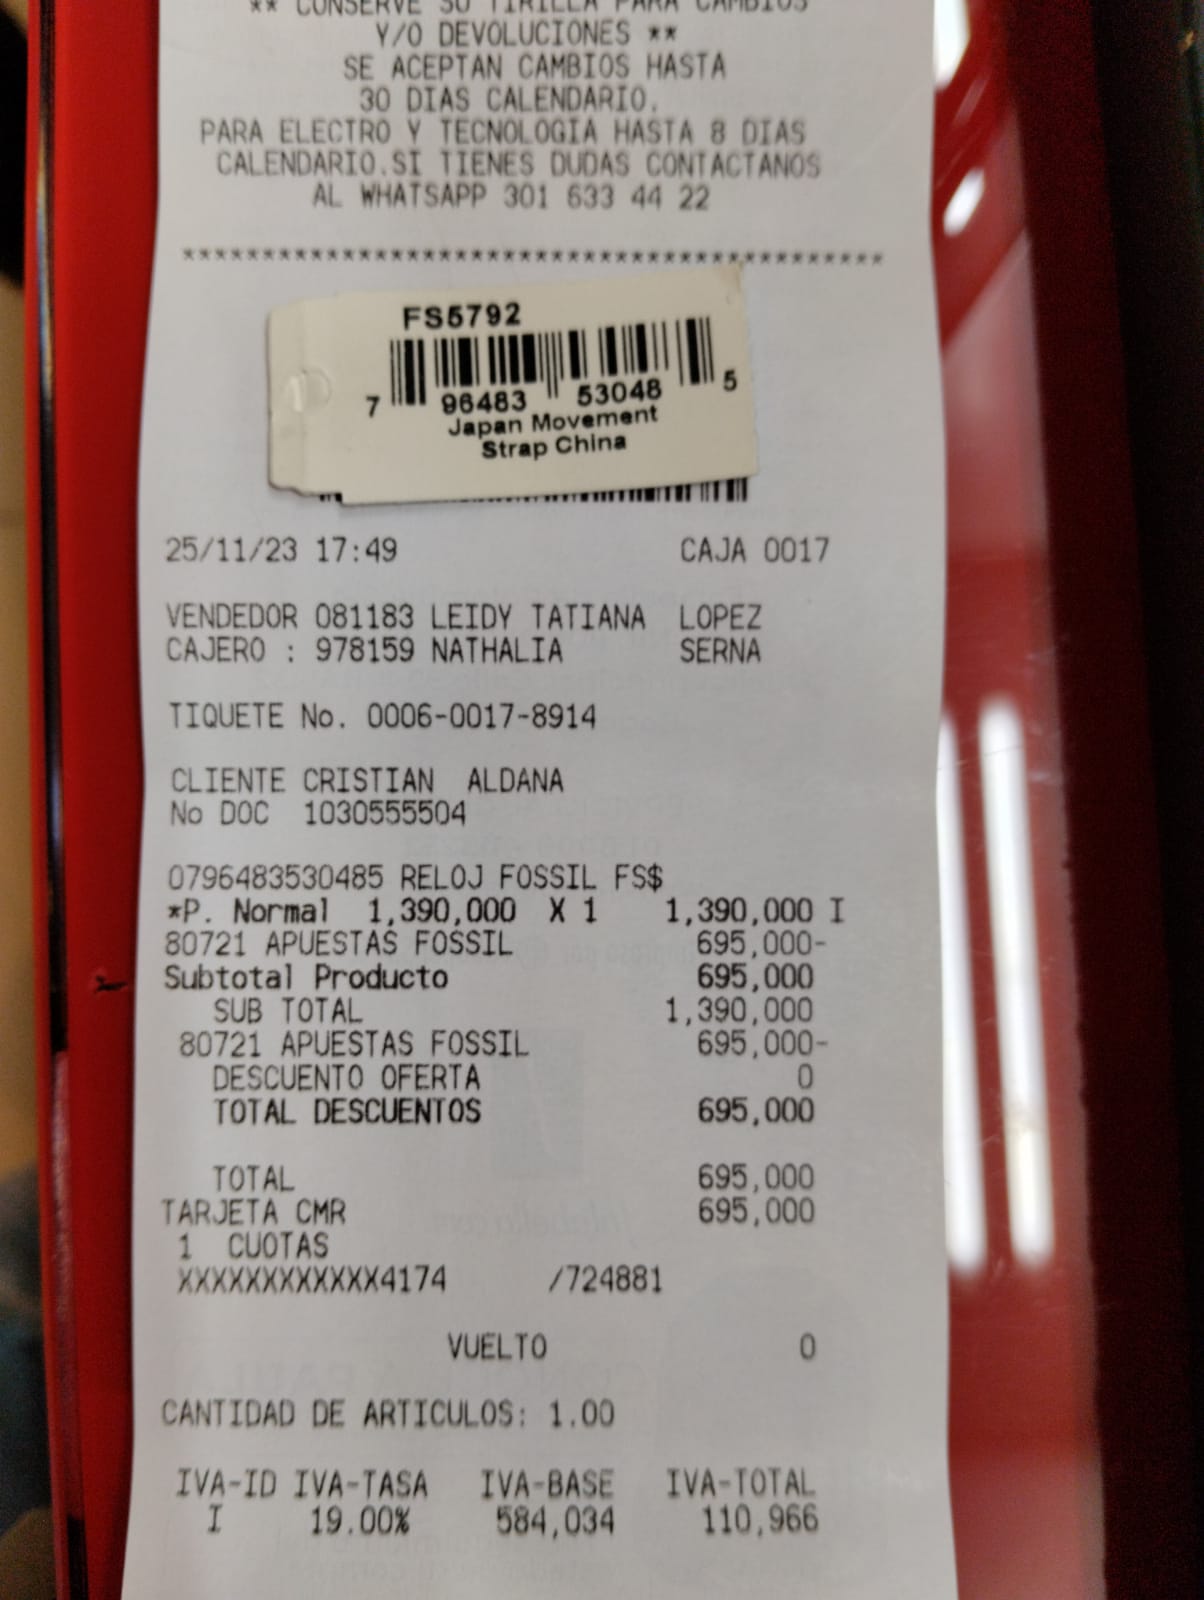 ** CONSERVE SU TIRILLA PARA CAMBIOS
Y/O DEVOLUCIONES **
SE ACEPTAN CAMBIOS HASTA
30 DIAS CALENDARIO.
PARA ELECTRO Y TECNOLOGIA HASTA 8 DIAS
CALENDARIO.SI TIENES DUDAS CONTACTANOS
AL WHATSAPP 301 633 44 22
*******************************************
FS5792
7 96483 53048 5
Japan Movement
Strap China
25/11/23 17:49 CAJA 0017
VENDEDOR 081183 LEIDY TATIANA LOPEZ
CAJERO : 978159 NATHALIA SERNA
TIQUETE No. 0006-0017-8914
CLIENTE CRISTIAN ALDANA
No DOC 1030555504
0796483530485 RELOJ FOSSIL FS$
*P. Normal 1,390,000 X 1 1,390,000 I
80721 APUESTAS FOSSIL 695,000-
Subtotal Producto 695,000
SUB TOTAL 1,390,000
80721 APUESTAS FOSSIL 695,000-
DESCUENTO OFERTA 0
TOTAL DESCUENTOS 695,000
TOTAL 695,000
TARJETA CMR 695,000
1 CUOTAS
XXXXXXXXXXXX4174 /724881
VUELTO 0
CANTIDAD DE ARTICULOS: 1.00
IVA-ID IVA-TASA IVA-BASE IVA-TOTAL
I 19.00% 584,034 110,966